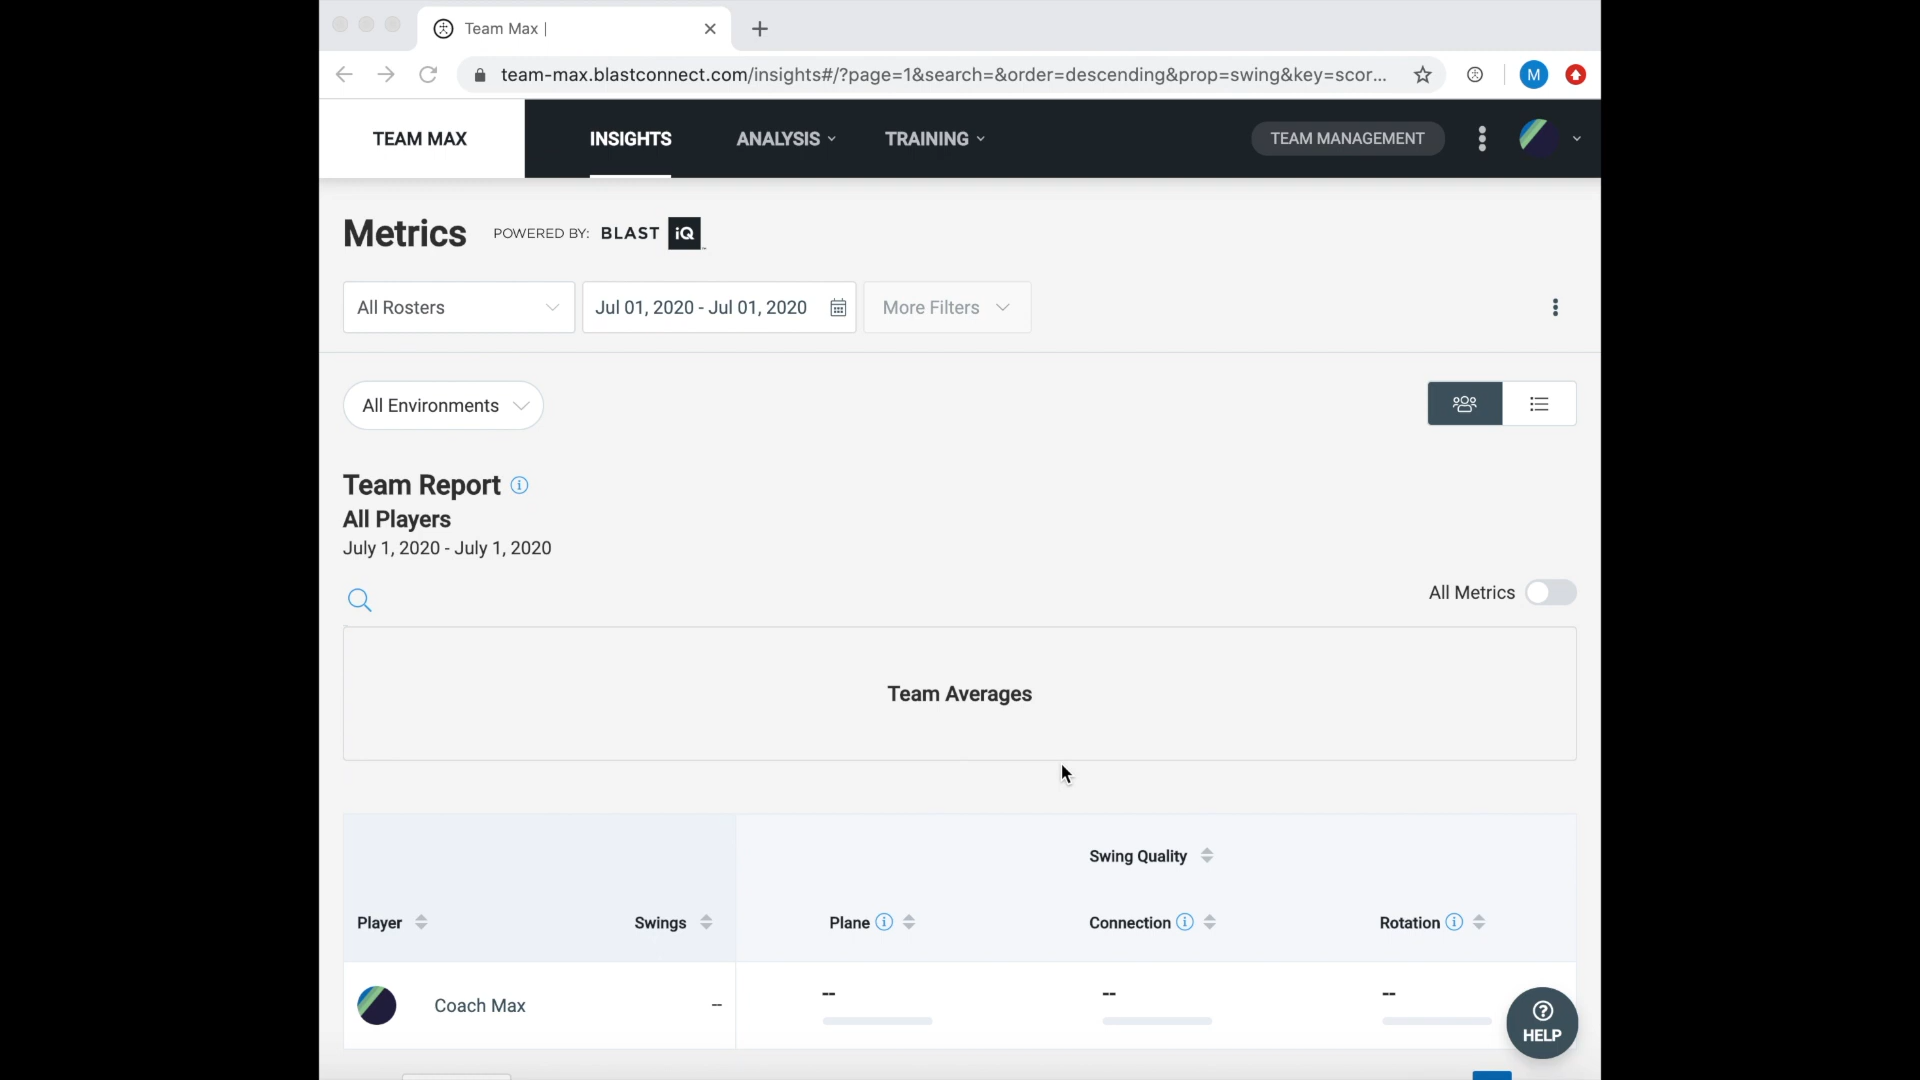 Team Max |
team-max.blastconnect.com/insights#/?page=1&search=&order=descending&prop=swing&key=scor...
M
TEAM MAX
INSIGHTS
ANALYSIS
TRAINING
TEAM MANAGEMENT
Metrics
POWERED BY: BLAST iQ
All Rosters
Jul 01, 2020 - Jul 01, 2020
More Filters
All Environments
Team Report
All Players
July 1, 2020 - July 1, 2020
All Metrics
Team Averages
Swing Quality
Player
Swings
Plane
Connection
Rotation
Coach Max
--
--
--
--
HELP